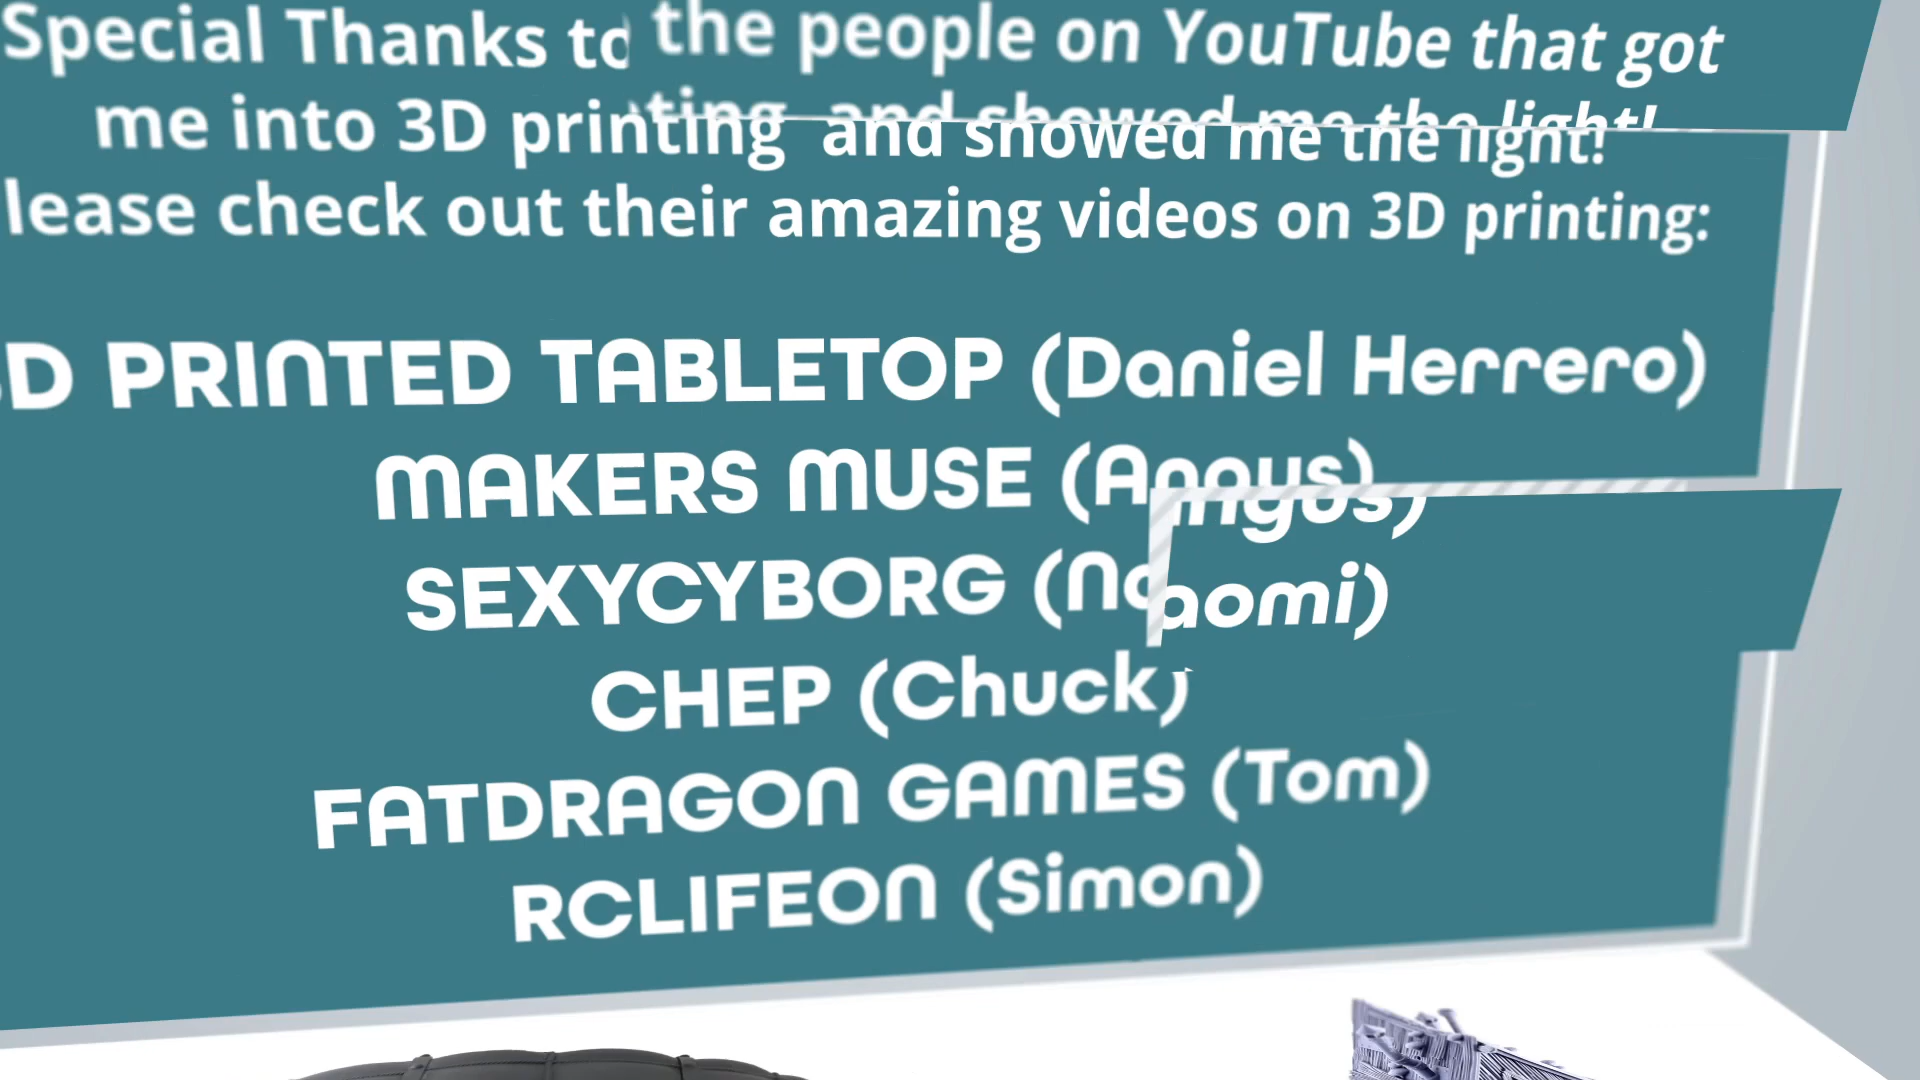 Special Thanks to the people on YouTube that got
me into 3D printing and showed me the light!
lease check out their amazing videos on 3D printing:
D PRINTED TABLETOP (Daniel Herrero)
MAKERS MUSE (Angus)
SEXYCYBORG (Naomi)
CHEP (Chuck)
FATDRAGON GAMES (Tom)
RCLIFEON (Simon)